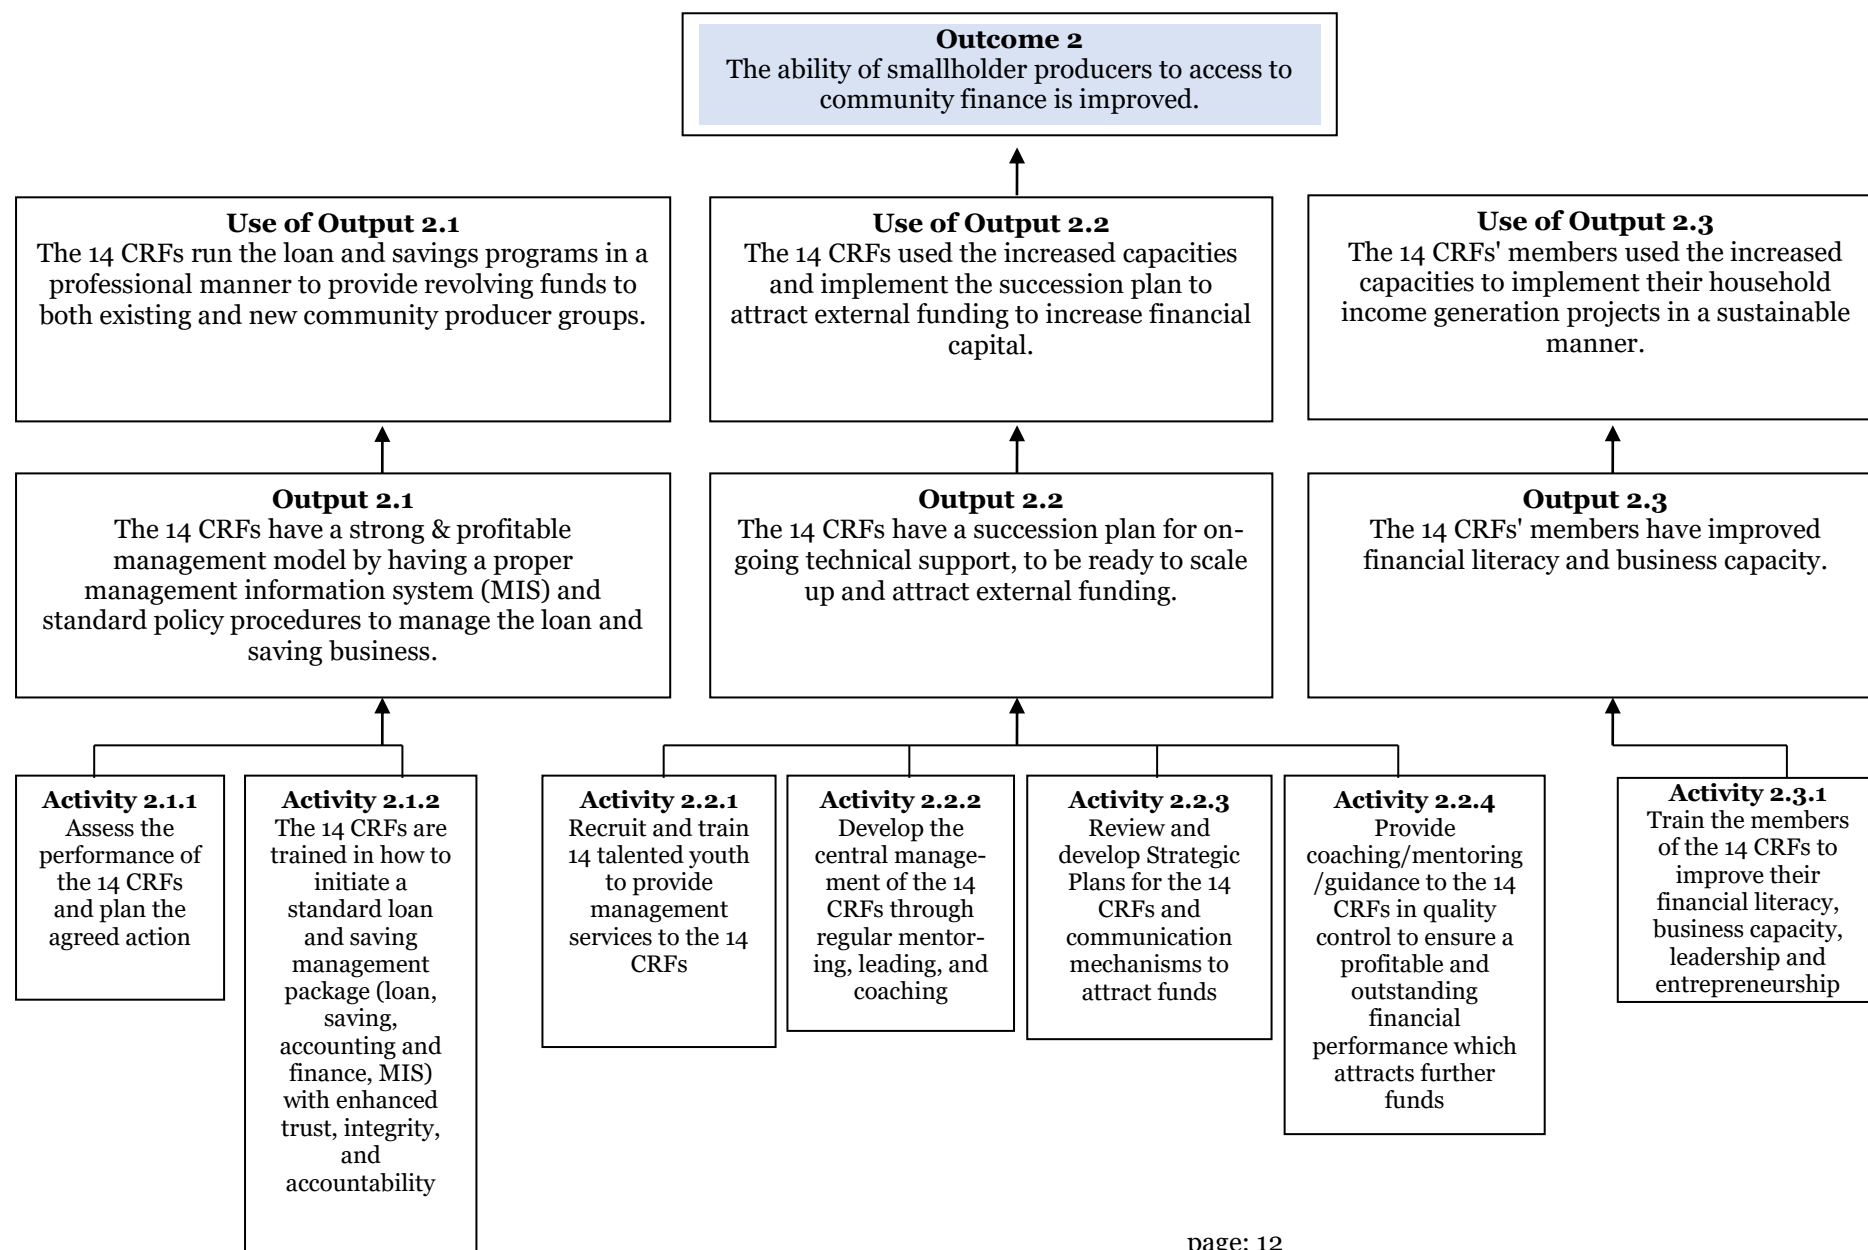 Outcome 2
The ability of smallholder producers to access to
community finance is improved.
Use of Output 2.1
The 14 CRFs run the loan and savings programs in a
professional manner to provide revolving funds to
both existing and new community producer groups.
Use of Output 2.2
The 14 CRFs used the increased capacities
and implement the succession plan to
attract external funding to increase financial
capital.
Use of Output 2.3
The 14 CRFs' members used the increased
capacities to implement their household
income generation projects in a sustainable
manner.
Output 2.1
The 14 CRFs have a strong & profitable
management model by having a proper
management information system (MIS) and
standard policy procedures to manage the loan and
saving business.
Output 2.2
The 14 CRFs have a succession plan for on-
going technical support, to be ready to scale
up and attract external funding.
Output 2.3
The 14 CRFs' members have improved
financial literacy and business capacity.
Activity 2.1.1
Assess the
performance of
the 14 CRFs
and plan the
agreed action
Activity 2.1.2
The 14 CRFs are
trained in how to
initiate a
standard loan
and saving
management
package (loan,
saving,
accounting and
finance, MIS)
with enhanced
trust, integrity,
and
accountability
Activity 2.2.1
Recruit and train
14 talented youth
to provide
management
services to the 14
CRFs
Activity 2.2.2
Develop the
central manage-
ment of the 14
CRFs through
regular mentor-
ing, leading, and
coaching
Activity 2.2.3
Review and
develop Strategic
Plans for the 14
CRFs and
communication
mechanisms to
attract funds
Activity 2.2.4
Provide
coaching/mentoring
/guidance to the 14
CRFs in quality
control to ensure a
profitable and
outstanding
financial
performance which
attracts further
funds
Activity 2.3.1
Train the members
of the 14 CRFs to
improve their
financial literacy,
business capacity,
leadership and
entrepreneurship
page: 12